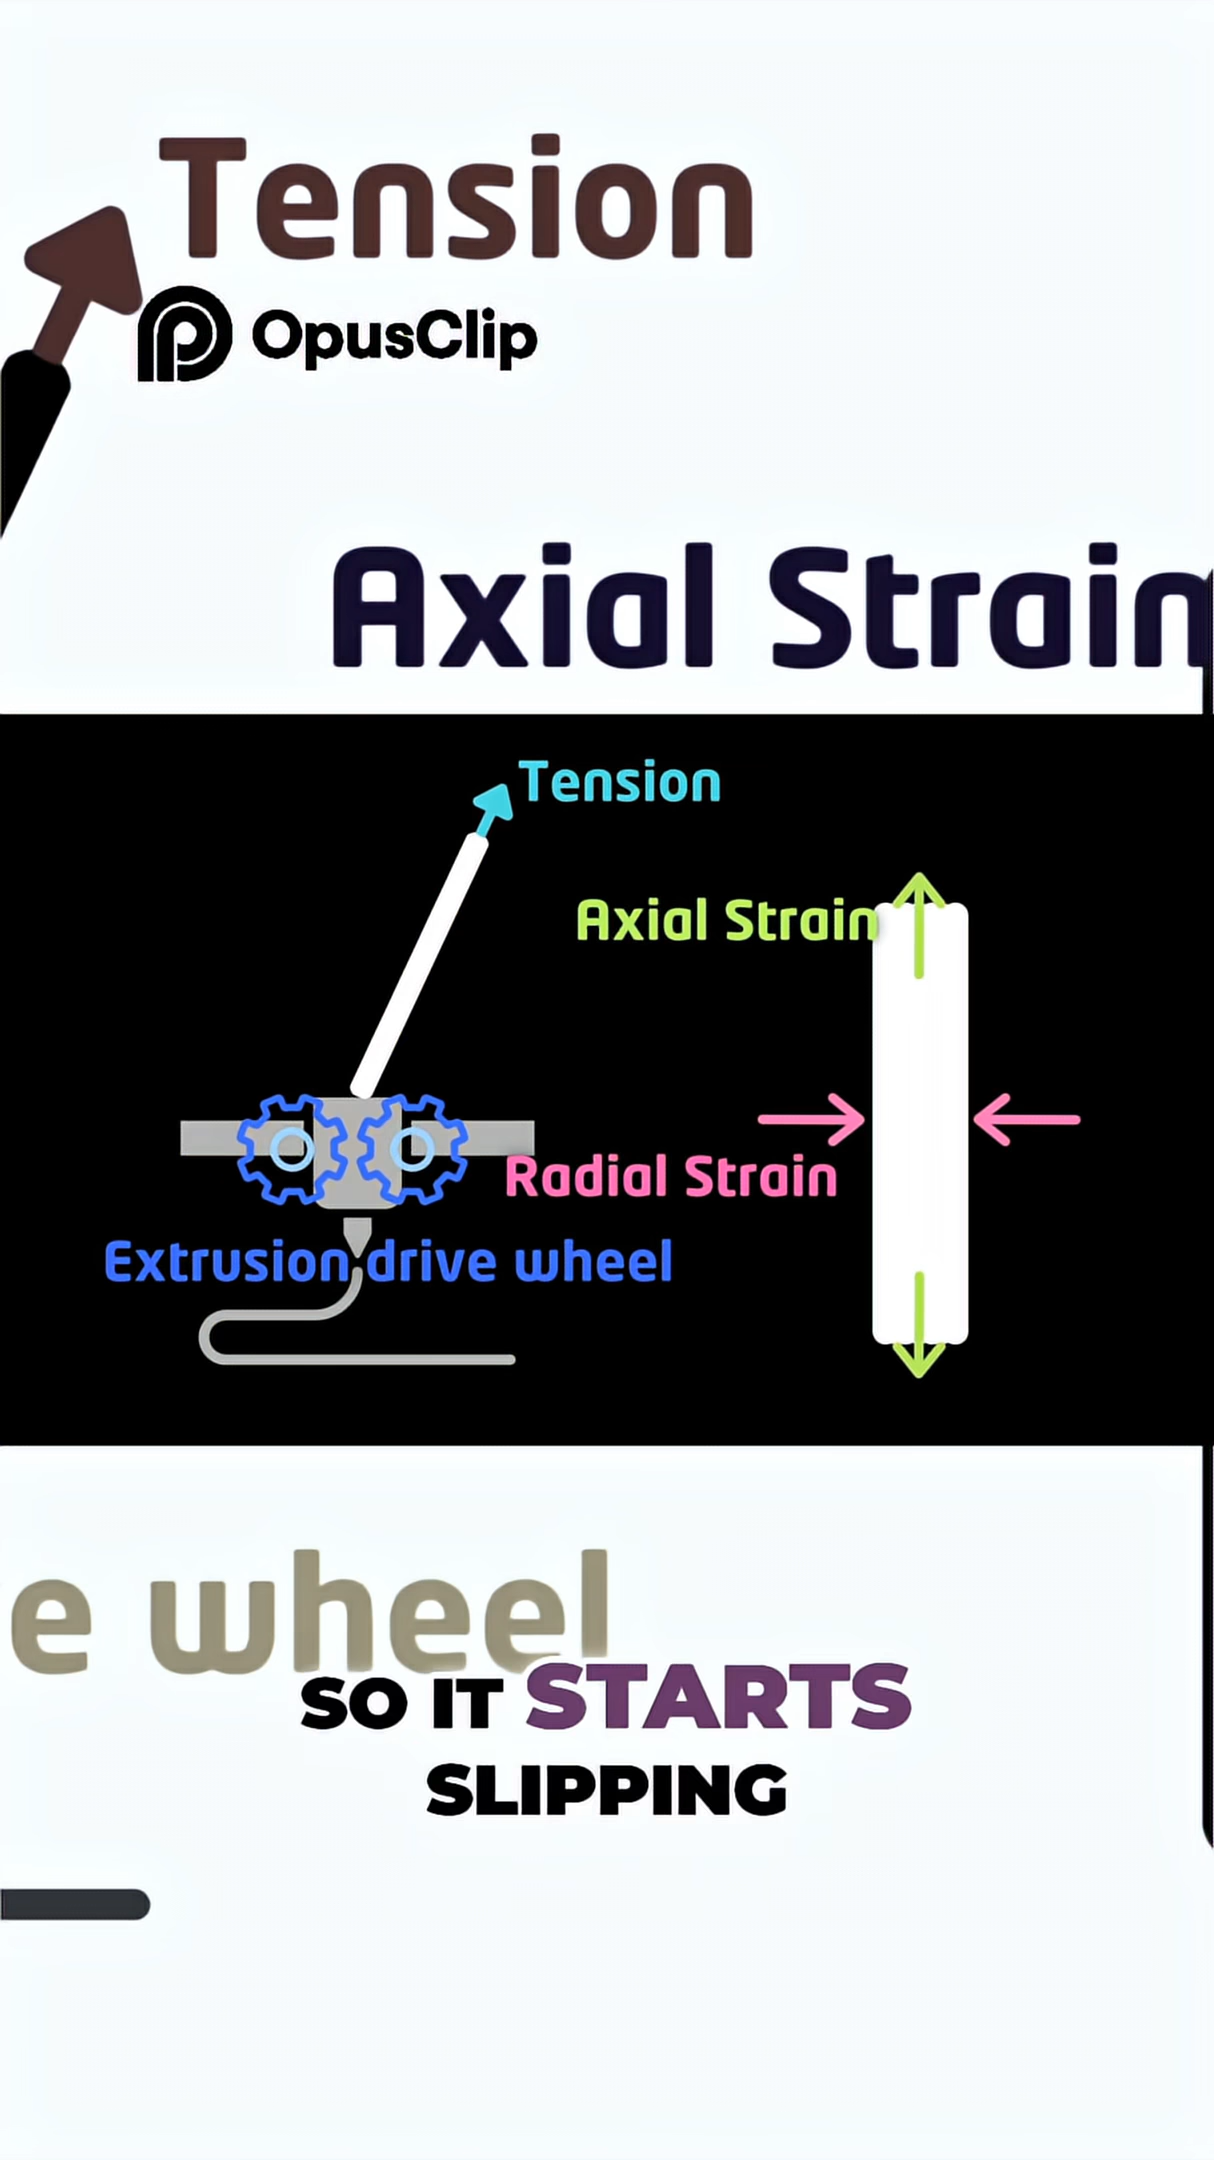 Tension
OpusClip
Axial Strain
Tension
Axial Strain
Radial Strain
Extrusion drive wheel
e wheel
SO IT STARTS
SLIPPING